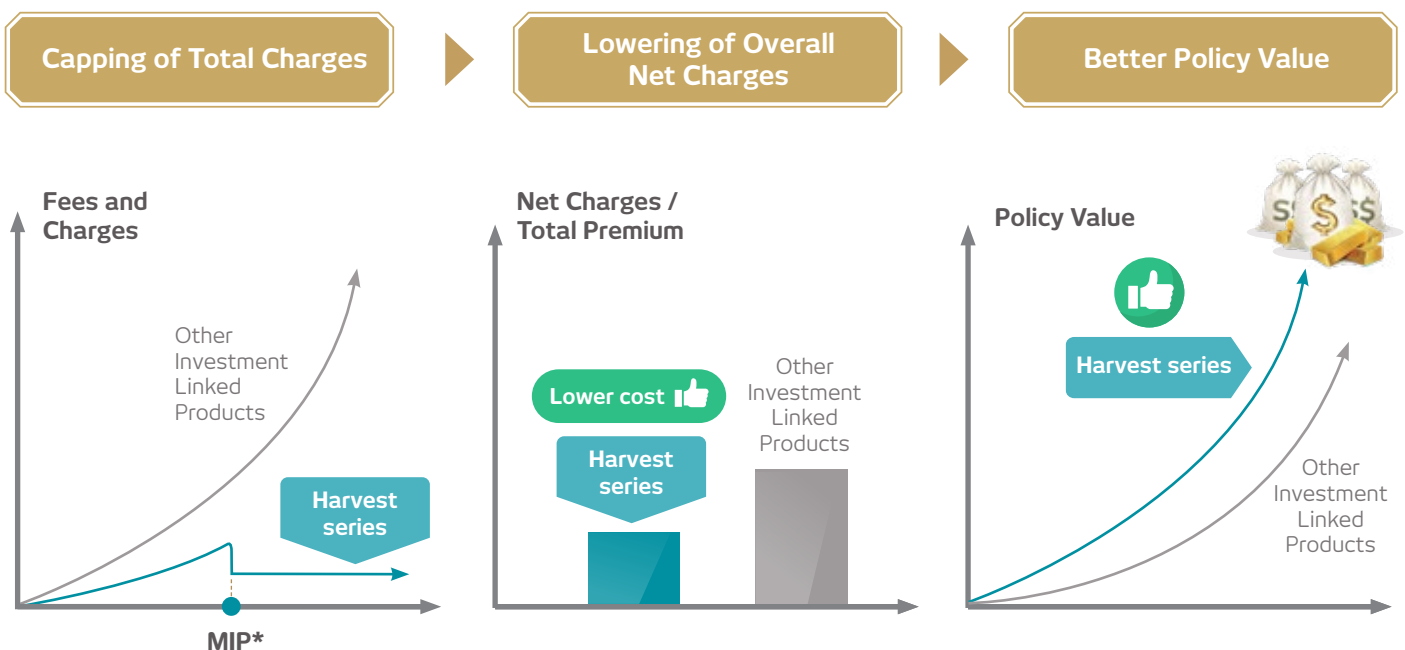 Capping of Total Charges
Lowering of Overall
Net Charges
Better Policy Value
Fees and
Charges
Other
Investment
Linked
Products
Harvest
series
MIP*
Net Charges /
Total Premium
Lower cost
Harvest
series
Other
Investment
Linked
Products
Policy Value
S$
$
S$
Harvest series
Other
Investment
Linked
Products